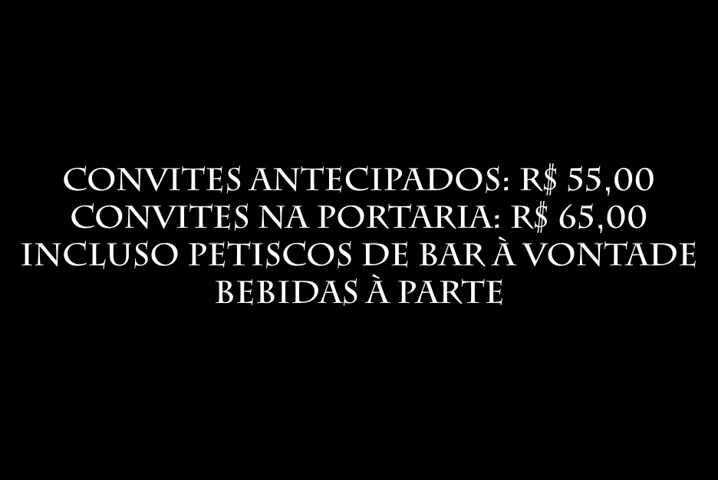 CONVITES ANTECIPADOS: R$ 55,00
CONVITES NA PORTARIA: R$ 65,00
INCLUSO PETISCOS DE BAR À VONTADE
BEBIDAS À PARTE